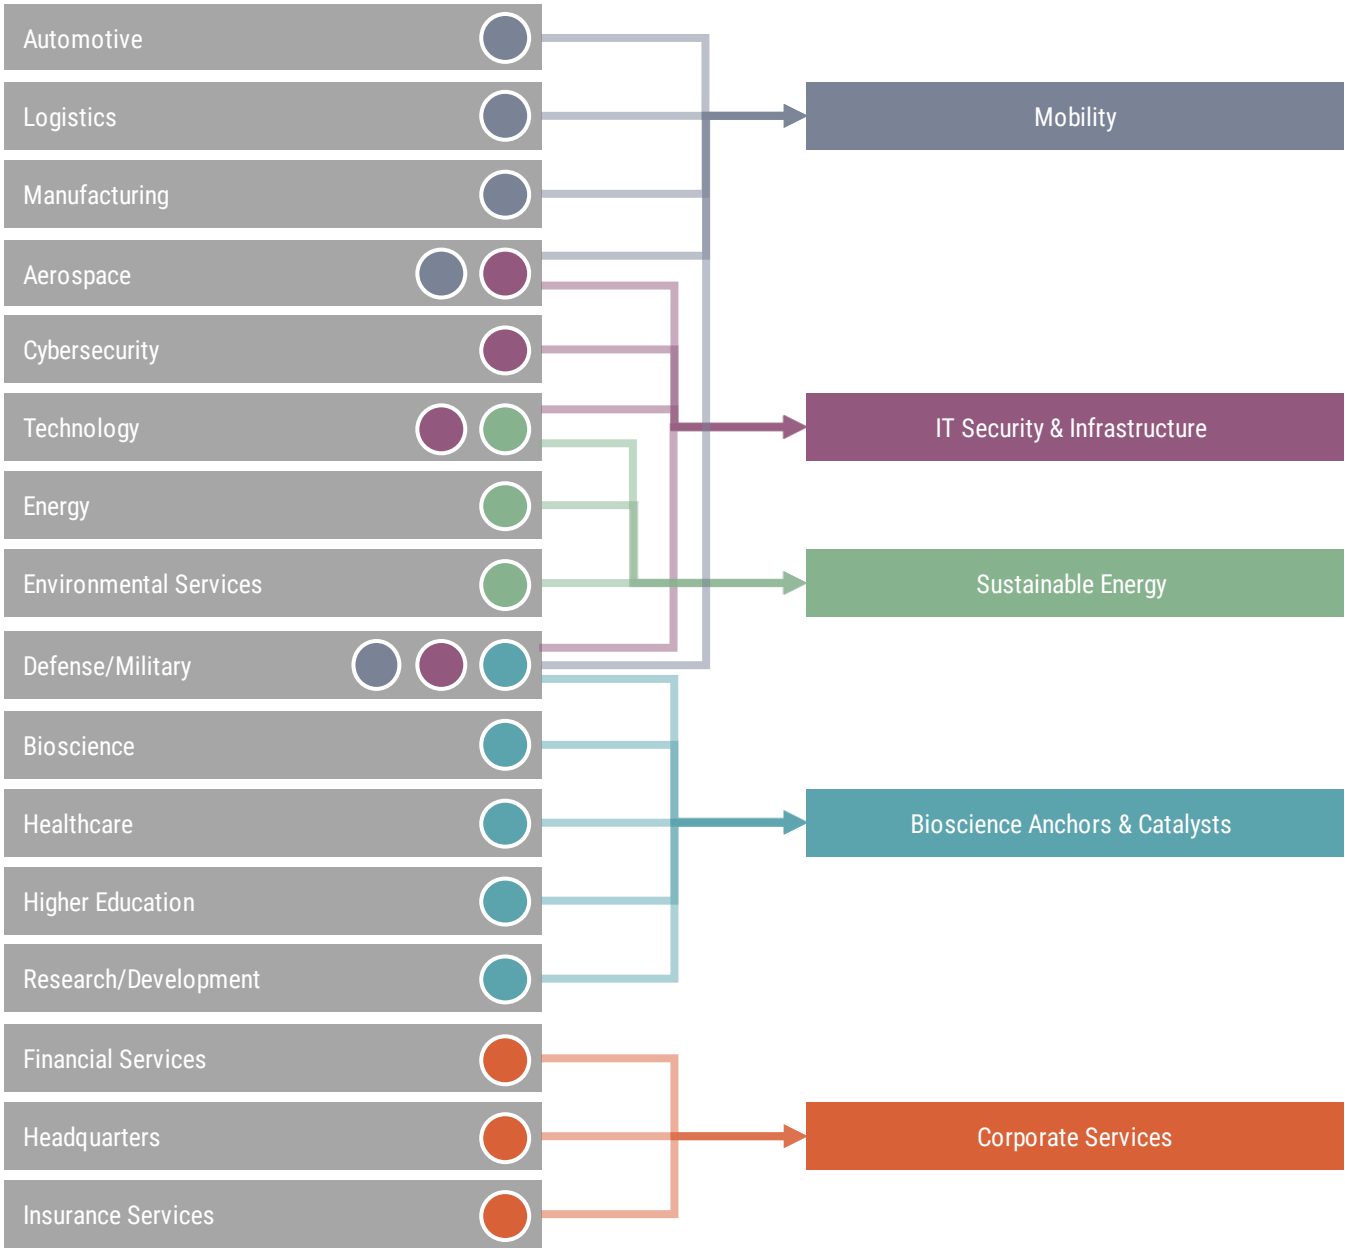 Automotive
Logistics
Mobility
Manufacturing
Aerospace
Cybersecurity
Technology
IT Security & Infrastructure
Energy
Environmental Services
Sustainable Energy
Defense/Military
Bioscience
Healthcare
Bioscience Anchors & Catalysts
Higher Education
Research/Development
Financial Services
Headquarters
Corporate Services
Insurance Services